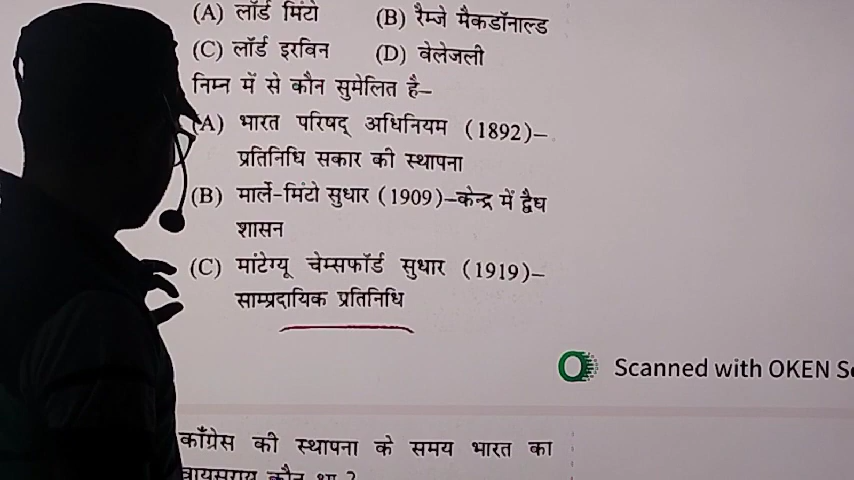 (A) लॉर्ड मिंटो (B) रैम्जे मैकडॉनाल्ड
(C) लॉर्ड इरविन (D) वेलेजली
निम्न में से कौन सुमेलित है–
(A) भारत परिषद् अधिनियम (1892)–
प्रतिनिधि सकार की स्थापना
(B) मार्ले-मिंटो सुधार (1909)–केन्द्र में द्वैध
शासन
(C) मांटेग्यू चेम्सफॉर्ड सुधार (1919)–
साम्प्रदायिक प्रतिनिधि
Scanned with OKEN
काँग्रेस की स्थापना के समय भारत का
वायसराय कौन था ?